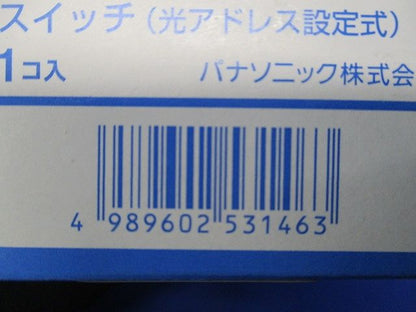 スイッチ（光アドレス設定式）
1コ入 パナソニック株式会
4 989602 531463